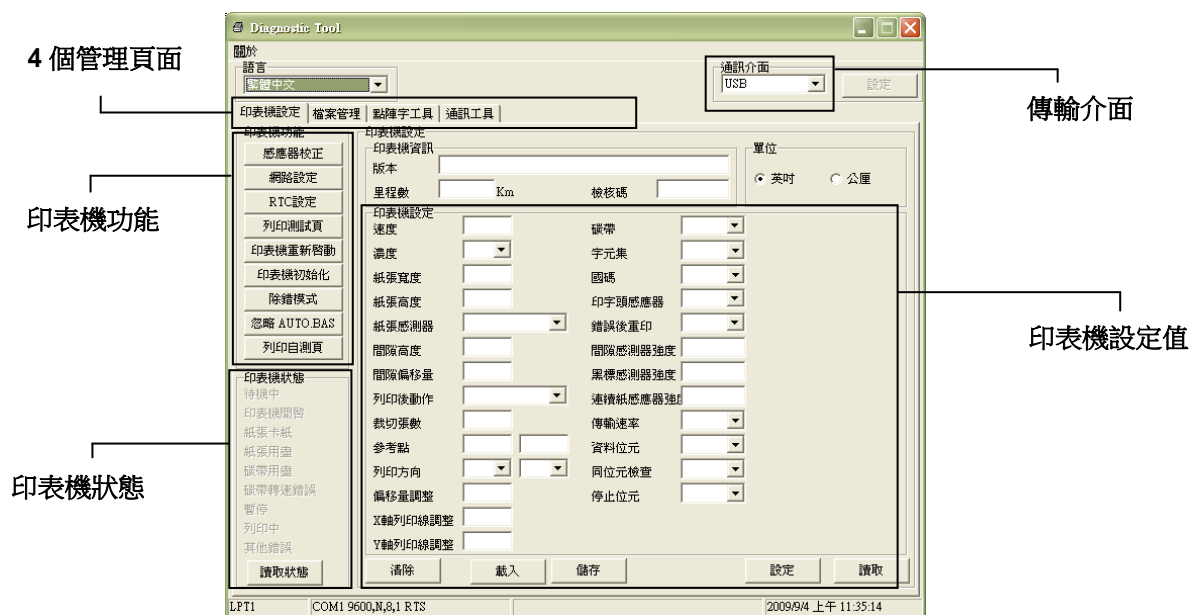 Diagnostic Tool
關於
語言
繁體中文
通訊介面
USB
設定
4 個管理頁面
傳輸介面
印表機設定 檔案管理 點陣字工具 通訊工具
印表機功能
感應器校正
網路設定
RTC設定
列印測試頁
印表機重新啓動
印表機初始化
除錯模式
忽略 AUTO.BAS
列印自測頁
印表機功能
印表機設定
印表機資訊
版本
里程數 Km 檢核碼
單位
英吋 公厘
印表機設定
速度 碳帶
濃度 字元集
紙張寬度 國碼
紙張高度 印字頭感應器
紙張感測器 錯誤後重印
間隙高度 間隙感測器強度
間隙偏移量 黑標感測器強度
列印後動作 連續紙感應器強度
裁切張數 傳輸速率
參考點 資料位元
列印方向 同位元檢查
偏移量調整 停止位元
X軸列印線調整
Y軸列印線調整
清除 載入 儲存 設定 讀取
印表機設定值
印表機狀態
待機中
印表機開啓
紙張卡紙
紙張用盡
碳帶用盡
碳帶轉速錯誤
暫停
列印中
其他錯誤
讀取狀態
印表機狀態
LPT1 COM1 9600,N,8,1 RTS 2009/9/4 上午 11:35:14